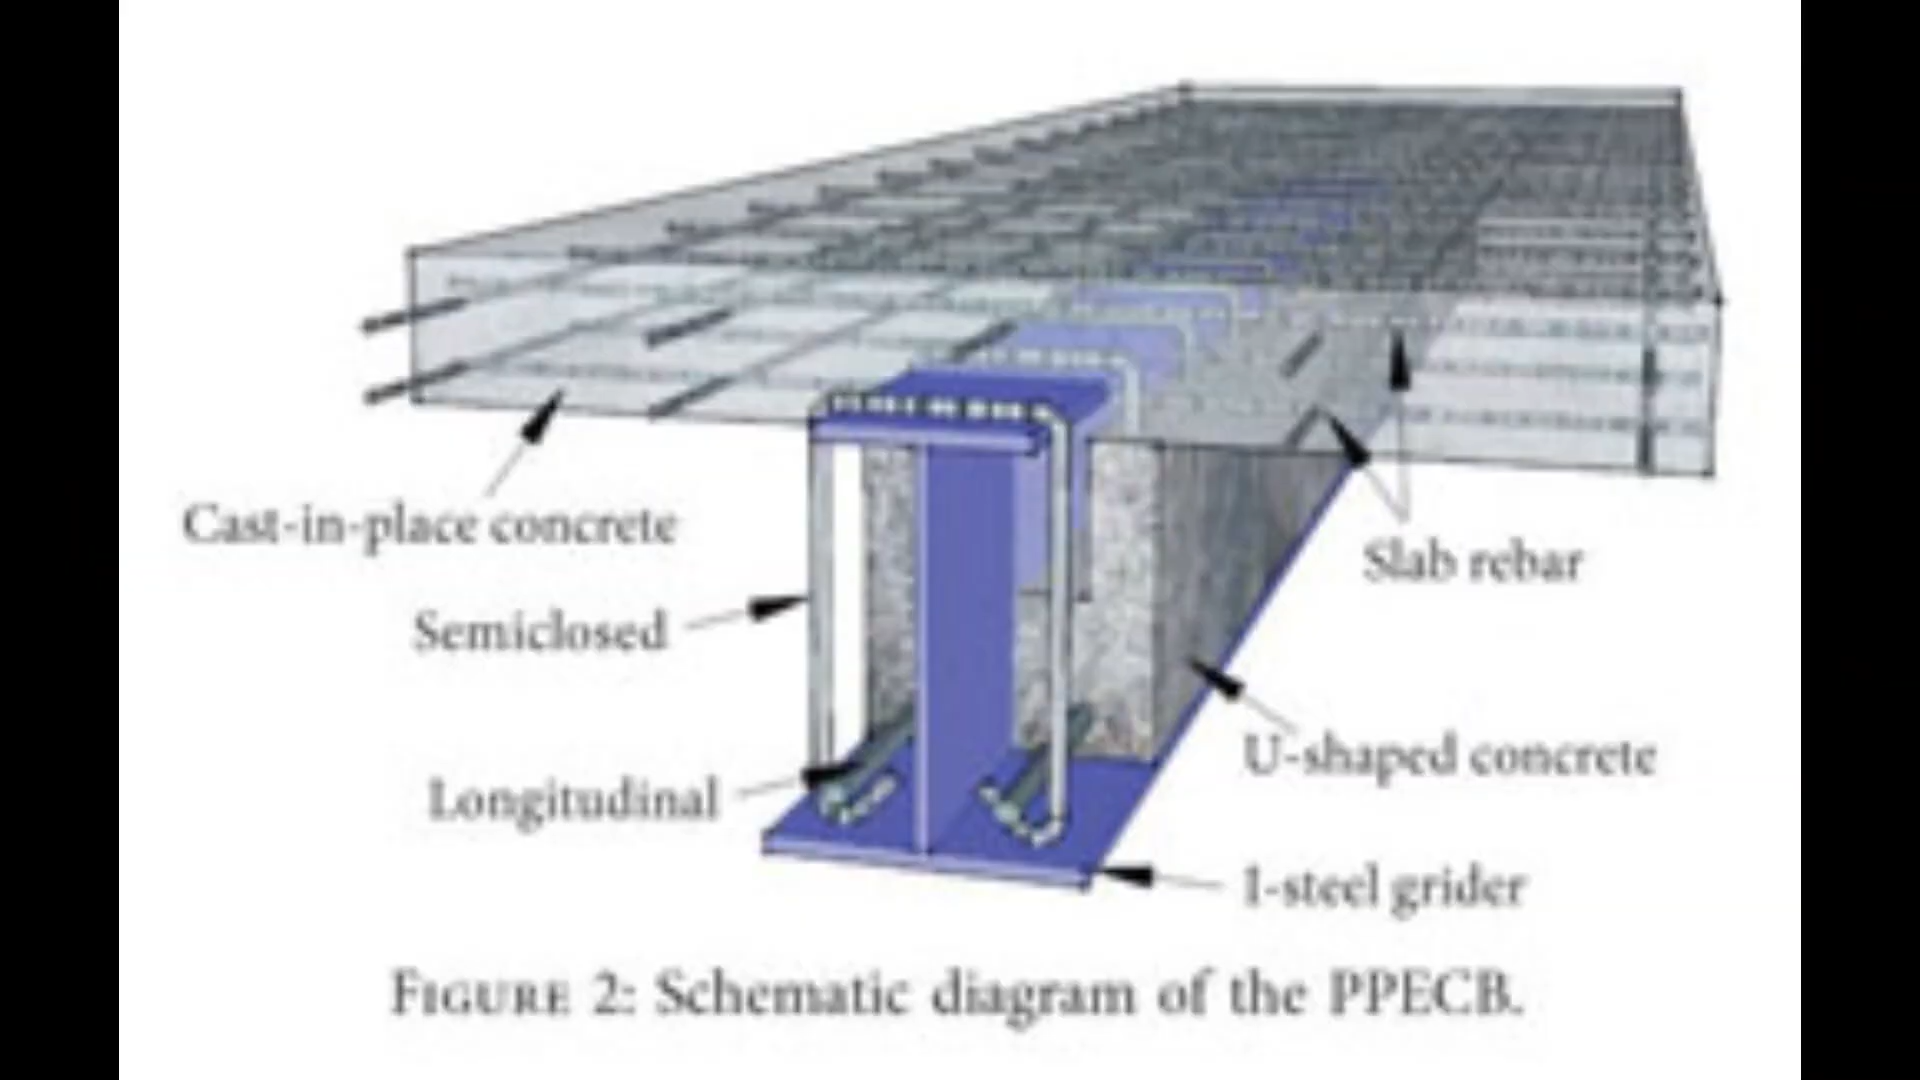 Cast-in-place concrete
Semiclosed
Slab rebar
U-shaped concrete
Longitudinal
I-steel grider
FIGURE 2: Schematic diagram of the PPECB.